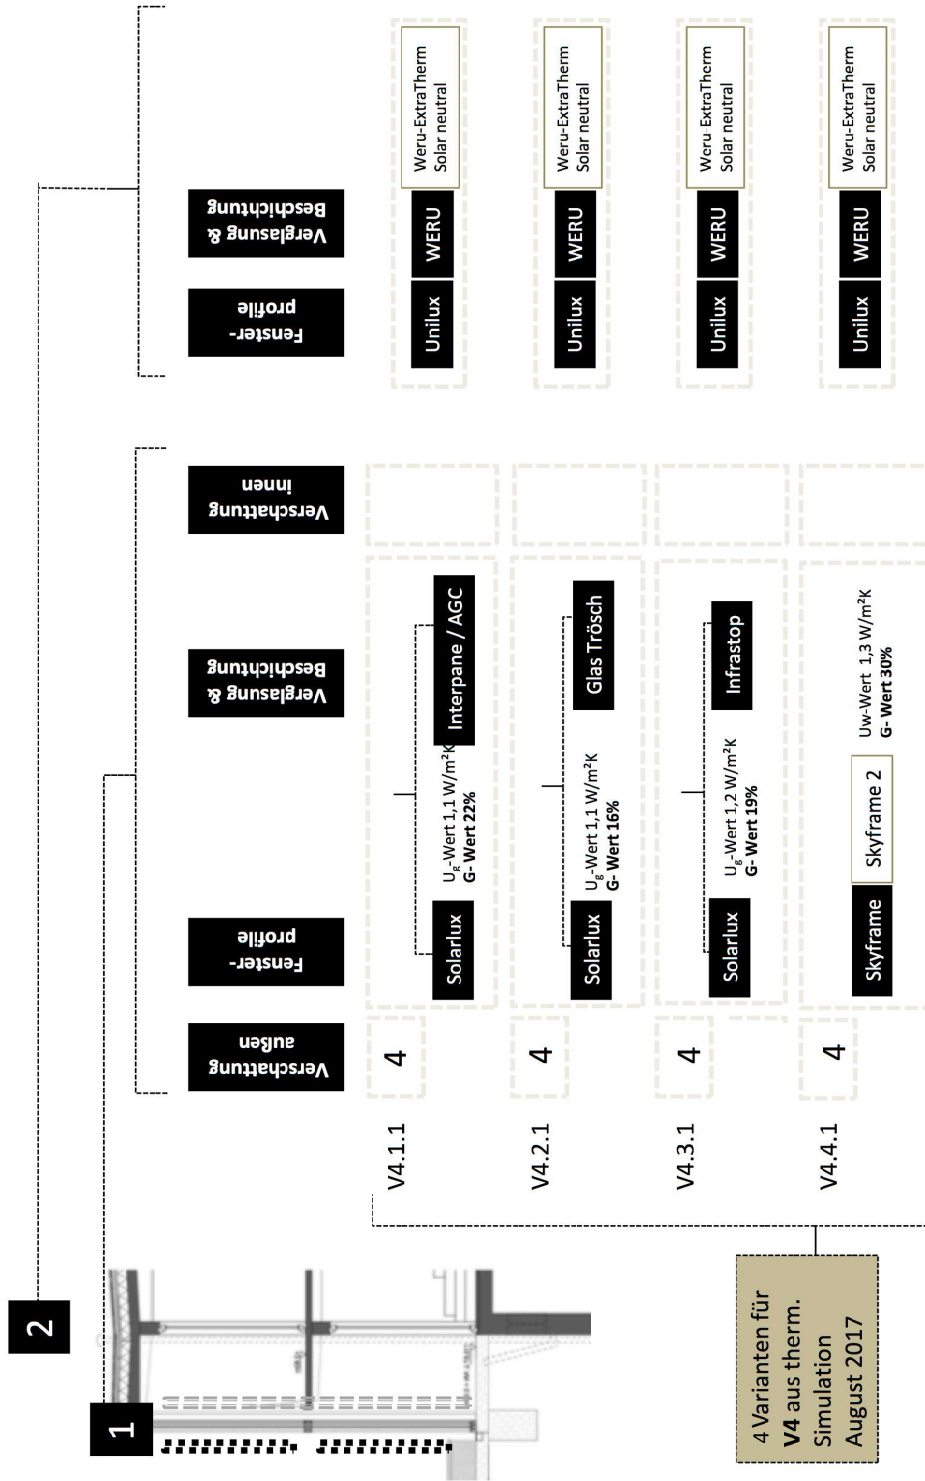 2
1
Verschattung
außen
Fenster-
profile
Verglasung &
Beschichtung
Verschattung
innen
Fenster-
profile
Verglasung &
Beschichtung
V4.1.1
4
Solarlux
Ug-Wert 1,1 W/m²K
G- Wert 22%
Interpane / AGC
Unilux
WERU
Weru-ExtraTherm
Solar neutral
V4.2.1
4
Solarlux
Ug-Wert 1,1 W/m²K
G- Wert 16%
Glas Trösch
Unilux
WERU
Weru-ExtraTherm
Solar neutral
V4.3.1
4
Solarlux
Ug-Wert 1,2 W/m²K
G- Wert 19%
Infrastop
Unilux
WERU
Weru-ExtraTherm
Solar neutral
V4.4.1
4
Skyframe
Skyframe 2
Uw-Wert 1,3 W/m²K
G- Wert 30%
Unilux
WERU
Weru-ExtraTherm
Solar neutral
4 Varianten für
V4 aus therm.
Simulation
August 2017